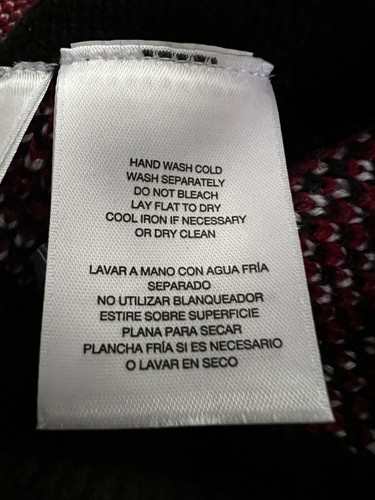 HAND WASH COLD
WASH SEPARATELY
DO NOT BLEACH
LAY FLAT TO DRY
COOL IRON IF NECESSARY
OR DRY CLEAN
LAVAR A MANO CON AGUA FRÍA
SEPARADO
NO UTILIZAR BLANQUEADOR
ESTIRE SOBRE SUPERFICIE
PLANA PARA SECAR
PLANCHA FRÍA SI ES NECESARIO
O LAVAR EN SECO